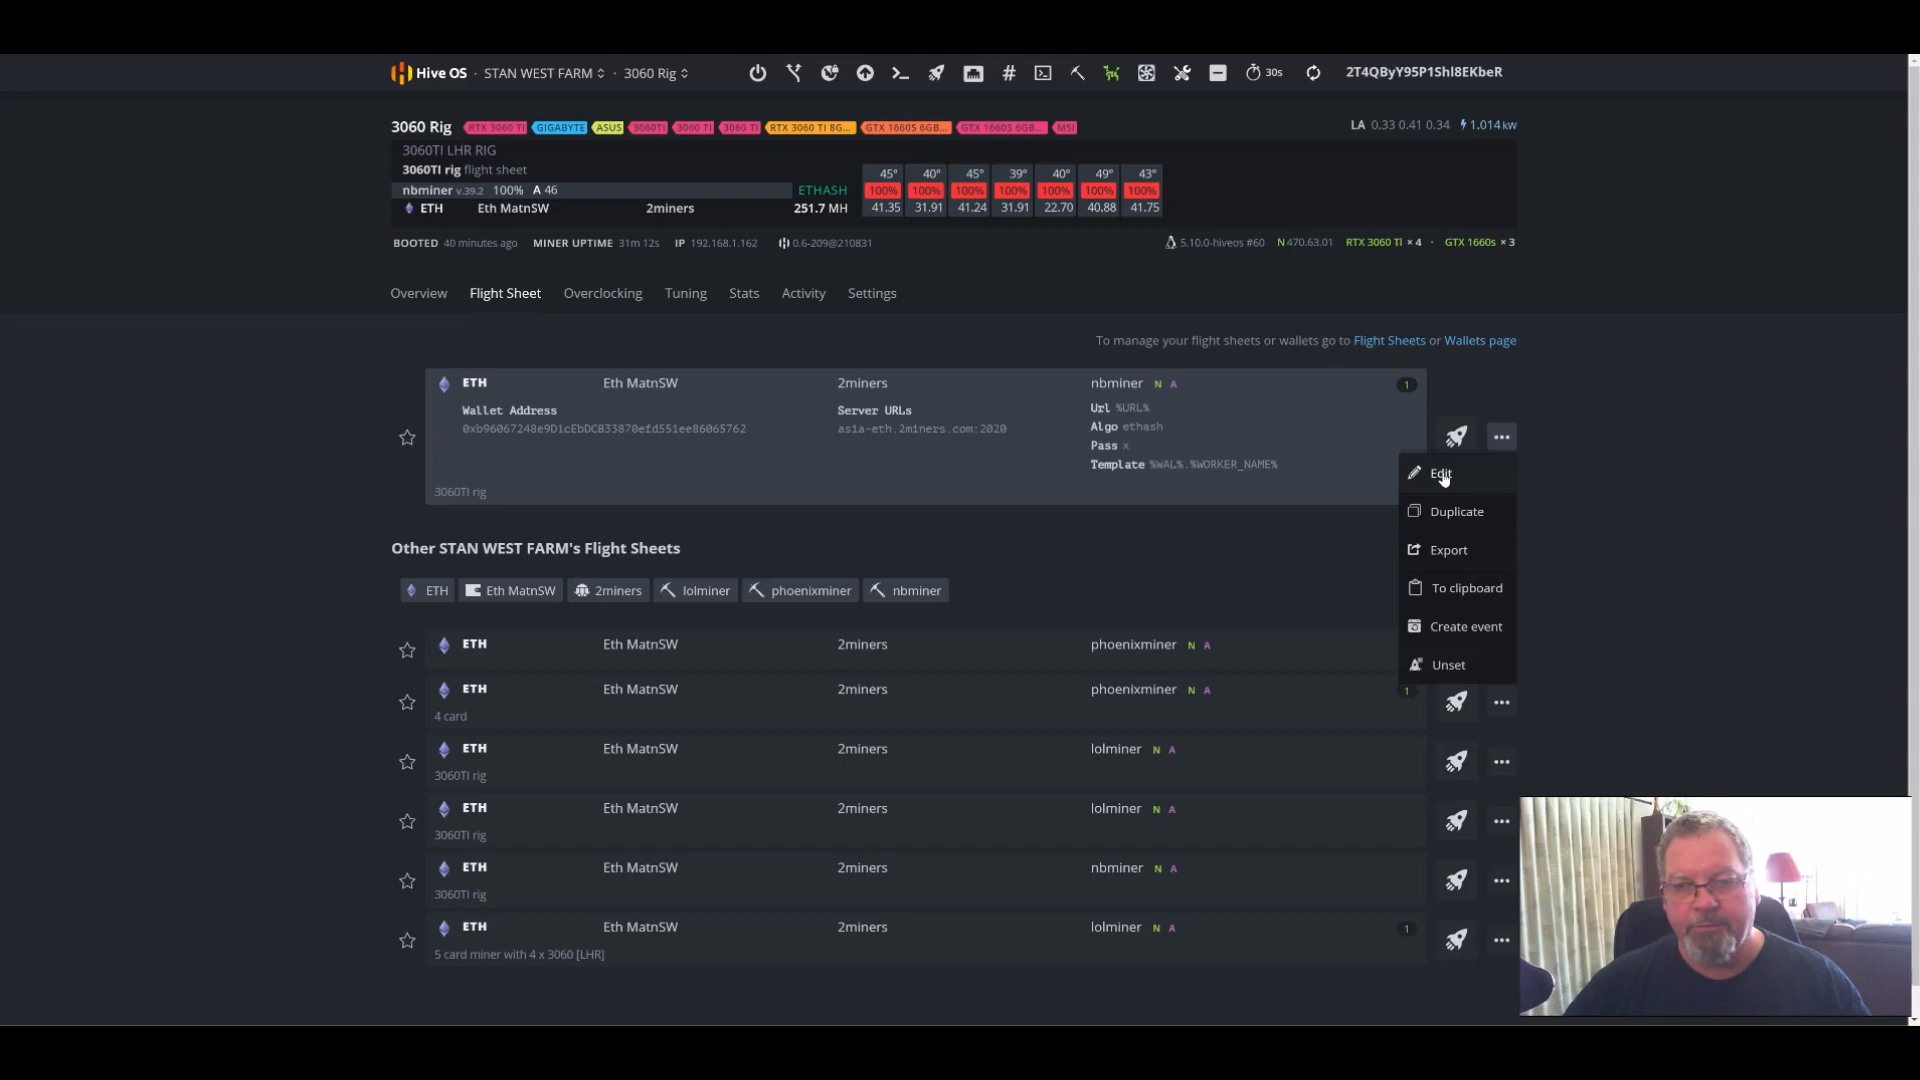 Hive OS · STAN WEST FARM · 3060 Rig 30s 2T4QByY95P1Shl8EKbeR
3060 Rig RTX 3060 TI GIGABYTE ASUS 3060TI 3060 TI 3060 TI RTX 3060 TI 8G... GTX 1660S 6GB... GTX 1660S 6GB... MSI LA 0.33 0.41 0.34 1.014 kw
3060TI LHR RIG
3060TI rig flight sheet 45° 40° 45° 39° 40° 49° 43°
nbminer v.39.2 100% A 46 ETHASH 100% 100% 100% 100% 100% 100% 100%
ETH Eth MatnSW 2miners 251.7 MH 41.35 31.91 41.24 31.91 22.70 40.88 41.75
BOOTED 40 minutes ago MINER UPTIME 31m 12s IP 192.168.1.162 0.6-209@210831 5.10.0-hiveos #60 N 470.63.01 RTX 3060 Ti × 4 · GTX 1660s × 3
Overview Flight Sheet Overclocking Tuning Stats Activity Settings
To manage your flight sheets or wallets go to Flight Sheets or Wallets page
ETH Eth MatnSW 2miners nbminer N A 1
Wallet Address Server URLs Url %URL%
0xb96067248e9D1cEbDCB33870efd551ee86065762 asia-eth.2miners.com:2020 Algo ethash
Pass x
Template %WAL%.%WORKER_NAME%
3060TI rig
Edit
Duplicate
Export
To clipboard
Create event
Unset
Other STAN WEST FARM's Flight Sheets
ETH Eth MatnSW 2miners lolminer phoenixminer nbminer
ETH Eth MatnSW 2miners phoenixminer N A
ETH Eth MatnSW 2miners phoenixminer N A 1
4 card
ETH Eth MatnSW 2miners lolminer N A
3060TI rig
ETH Eth MatnSW 2miners lolminer N A
3060TI rig
ETH Eth MatnSW 2miners nbminer N A
3060TI rig
ETH Eth MatnSW 2miners lolminer N A 1
5 card miner with 4 x 3060 [LHR]